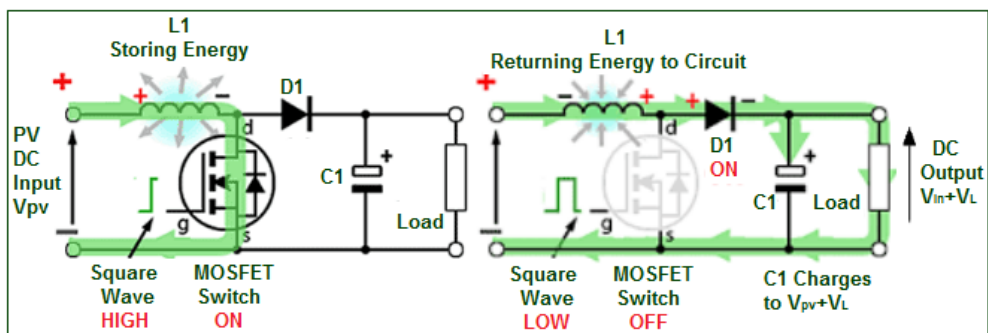 L1
Storing Energy
+
+
-
D1
PV
DC
Input
Vpv
d
g
s
C1
+
Load
-
Square
Wave
HIGH
MOSFET
Switch
ON
L1
Returning Energy to Circuit
+
-
+
+
-
d
D1
ON
g
s
C1
+
Load
DC
Output
Vin+VL
-
Square
Wave
LOW
MOSFET
Switch
OFF
C1 Charges
to Vpv+VL